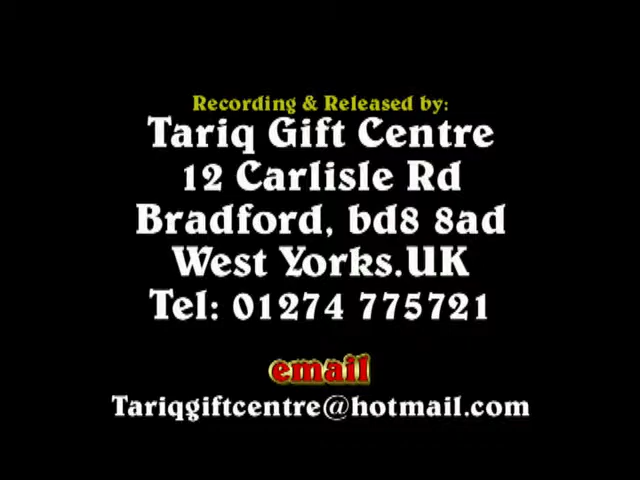 Recording & Released by:
Tariq Gift Centre
12 Carlisle Rd
Bradford, bd8 8ad
West Yorks.UK
Tel: 01274 775721
email
Tariqgiftcentre@hotmail.com